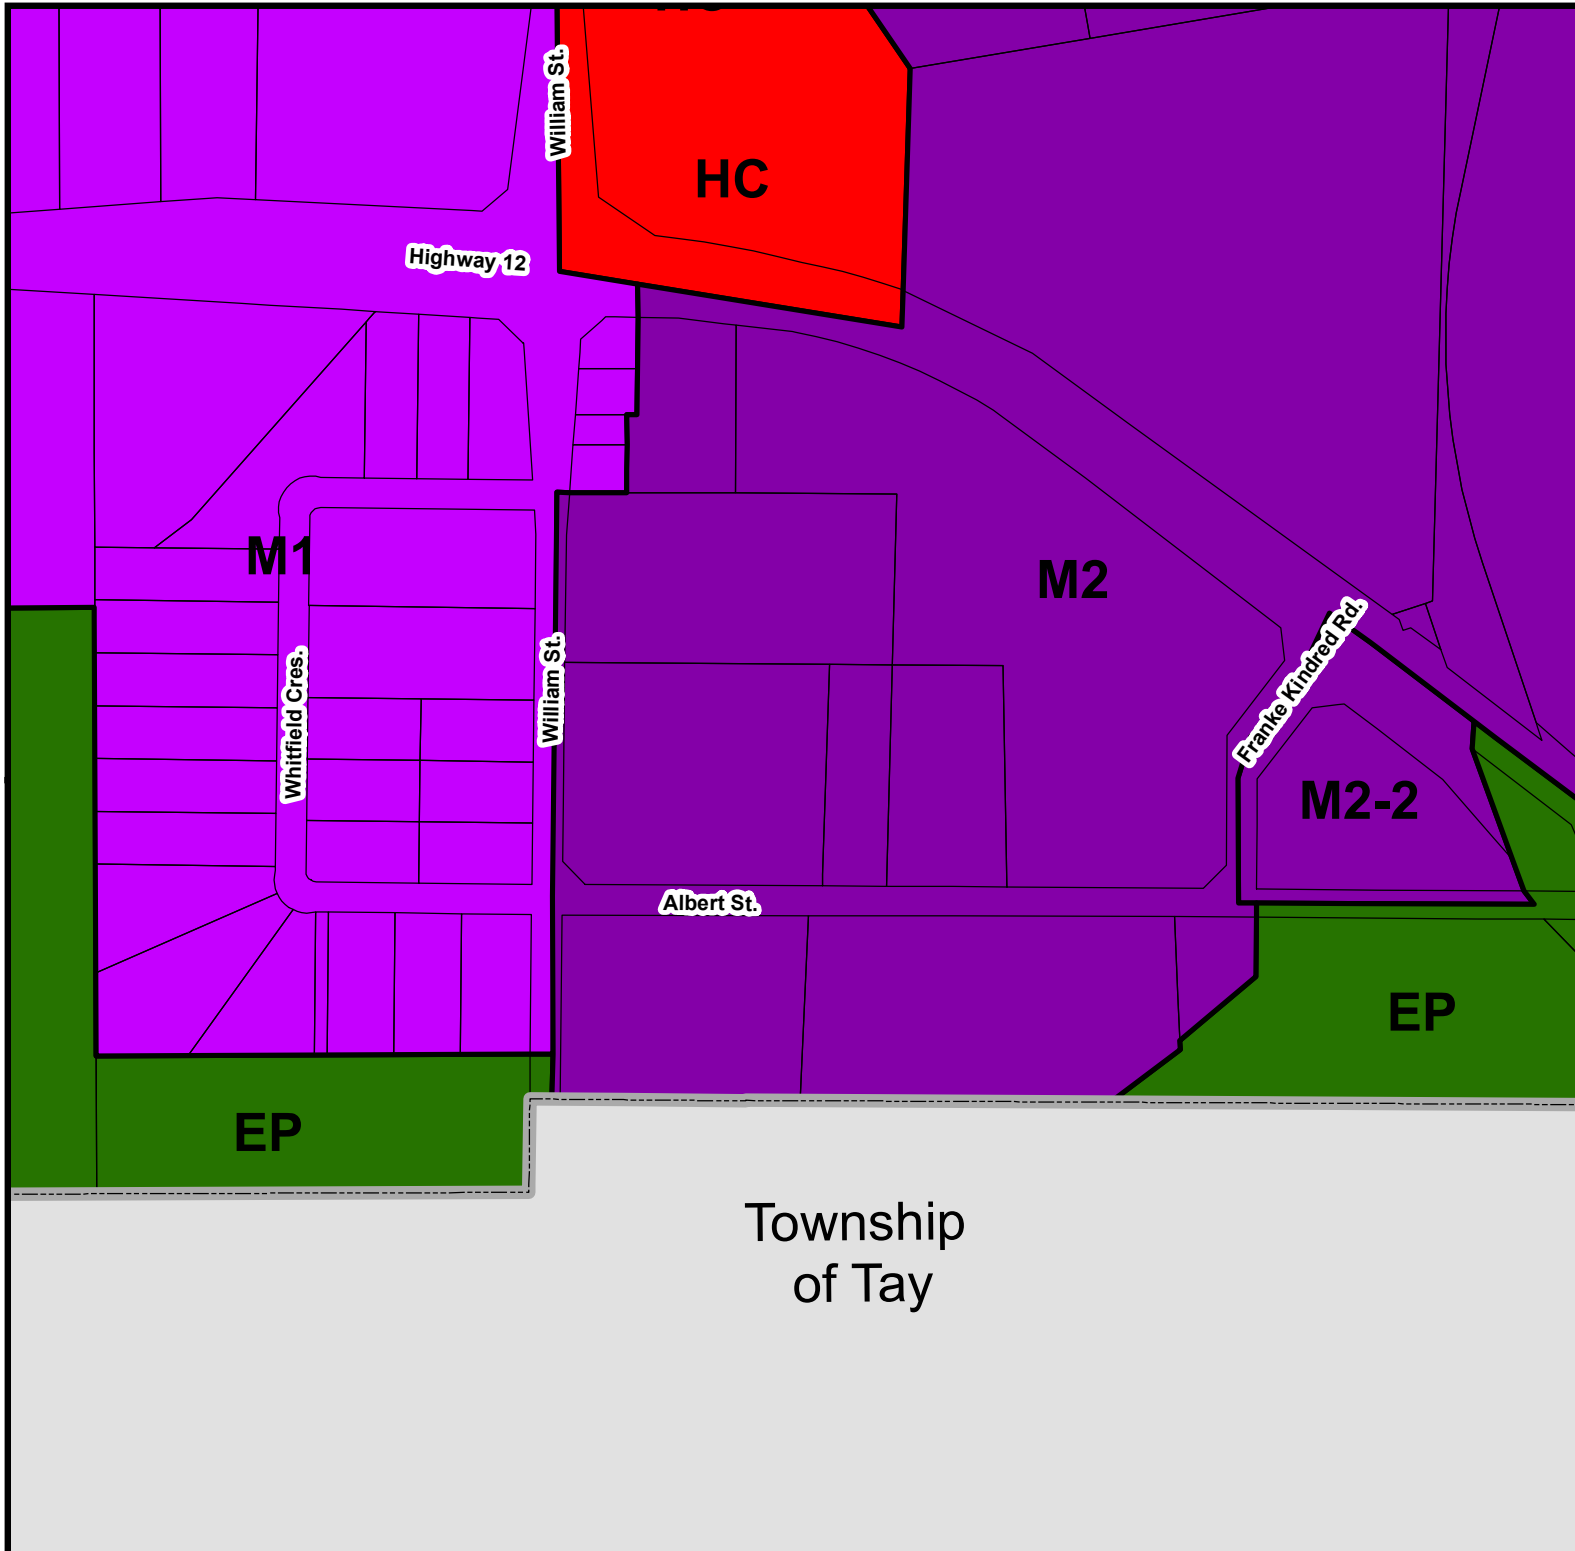 William St.
HC
Highway 12
M1
M2
Franke Kindred Rd.
Whitfield Cres.
William St.
M2-2
Albert St.
EP
EP
Township
of Tay